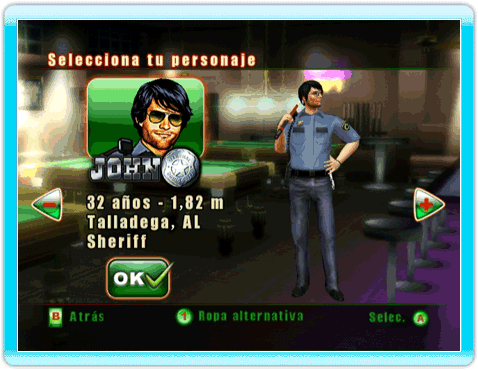 Selecciona tu personaje
JOHN
32 años - 1,82 m
Talladega, AL
Sheriff
OK
B Atrás
1 Ropa alternativa
Selec. A